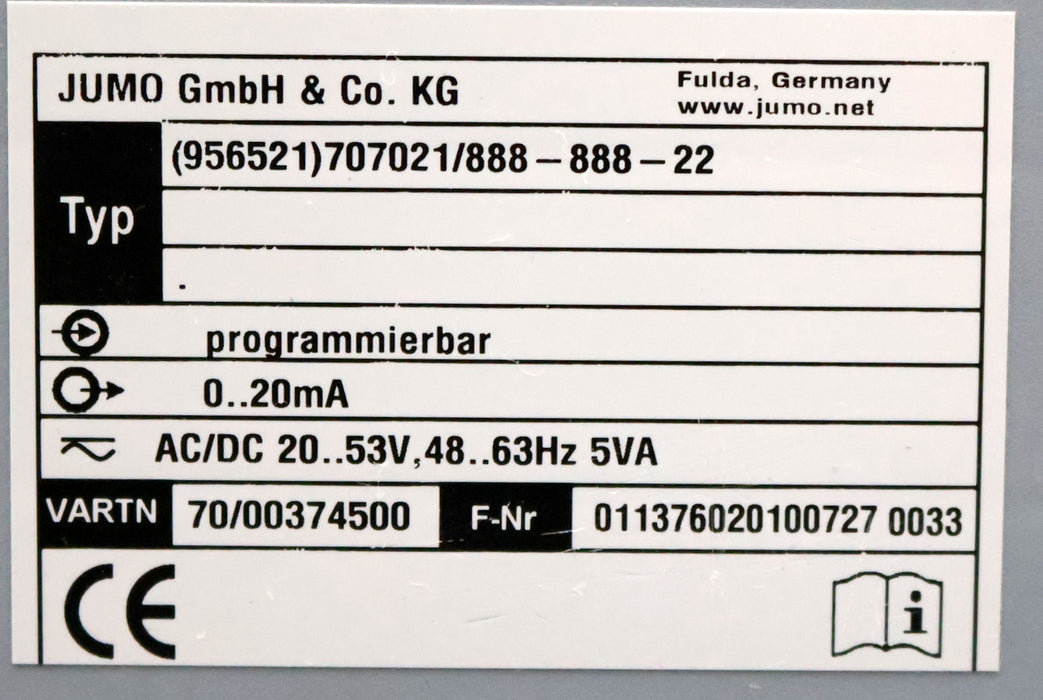 JUMO GmbH & Co. KG
Fulda, Germany
www.jumo.net
Typ
(956521)707021/888–888–22
.
programmierbar
0..20mA
AC/DC 20..53V,48..63Hz 5VA
VARTN 70/00374500 F-Nr 011376020100727 0033
CE
i